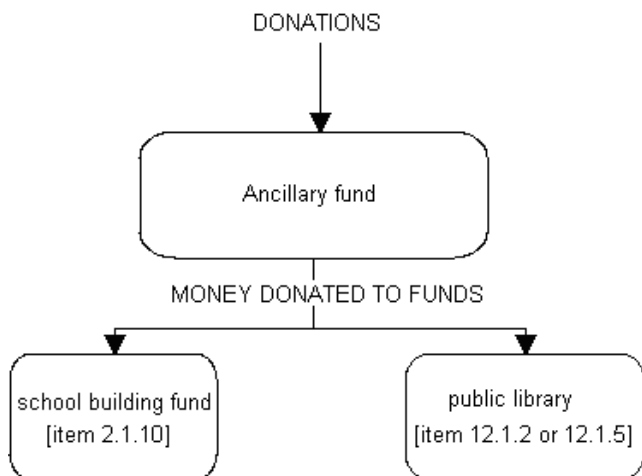 DONATIONS
Ancillary fund
MONEY DONATED TO FUNDS
school building fund
[item 2.1.10]
public library
[item 12.1.2 or 12.1.5]